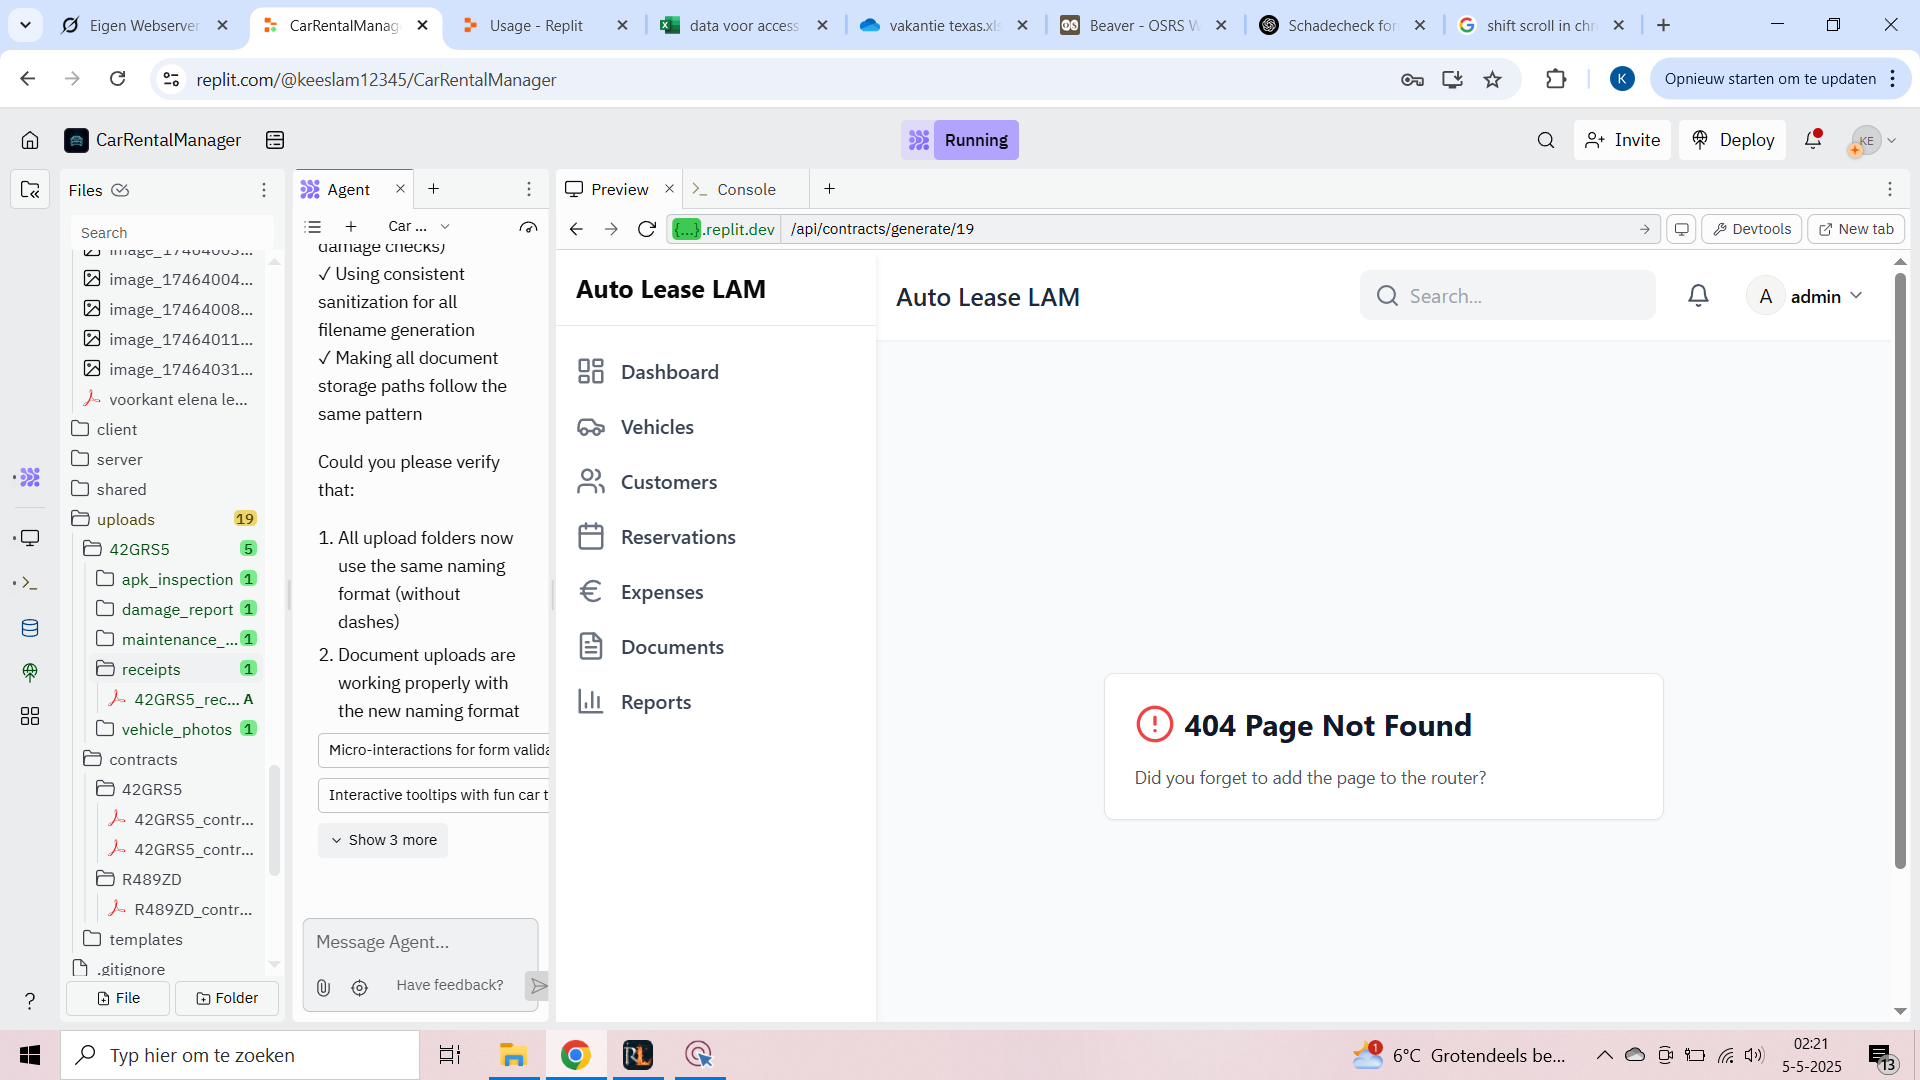 Eigen Webserver
CarRentalManag
Usage - Replit
data voor access
vakantie texas.xls
Beaver - OSRS W
Schadecheck for
shift scroll in chr
replit.com/@keeslam12345/CarRentalManager
K
Opnieuw starten om te updaten
CarRentalManager
Running
Invite
Deploy
KE
Files
Search
image_17464003...
image_17464004...
image_17464008...
image_17464011...
image_17464031...
voorkant elena le...
client
server
shared
uploads 19
42GRS5 5
apk_inspection 1
damage_report 1
maintenance_... 1
receipts 1
42GRS5_rec... A
vehicle_photos 1
contracts
42GRS5
42GRS5_contr...
42GRS5_contr...
R489ZD
R489ZD_contr...
templates
.gitignore
File
Folder
Agent
Car ...
damage checks)
✓ Using consistent
sanitization for all
filename generation
✓ Making all document
storage paths follow the
same pattern
Could you please verify
that:
1. All upload folders now
use the same naming
format (without
dashes)
2. Document uploads are
working properly with
the new naming format
Micro-interactions for form valida
Interactive tooltips with fun car t
Show 3 more
Message Agent...
Have feedback?
Preview
Console
{...}.replit.dev
/api/contracts/generate/19
Devtools
New tab
Auto Lease LAM
Dashboard
Vehicles
Customers
Reservations
Expenses
Documents
Reports
Auto Lease LAM
Search...
A
admin
404 Page Not Found
Did you forget to add the page to the router?
Typ hier om te zoeken
RL
1
6°C Grotendeels be...
02:21
5-5-2025
13